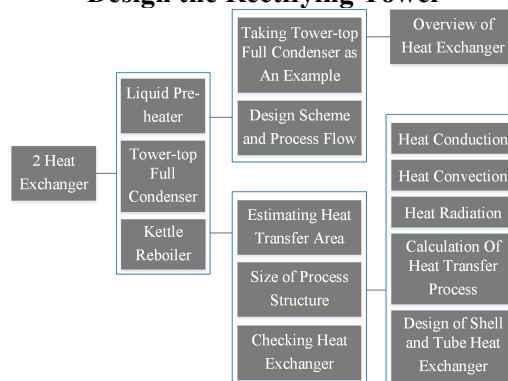 Design the Rectifying Tower
2 Heat
Exchanger
Liquid Pre-
heater
Tower-top
Full
Condenser
Kettle
Reboiler
Taking Tower-top
Full Condenser as
An Example
Design Scheme
and Process Flow
Estimating Heat
Transfer Area
Size of Process
Structure
Checking Heat
Exchanger
Overview of
Heat Exchanger
Heat Conduction
Heat Convection
Heat Radiation
Calculation Of
Heat Transfer
Process
Design of Shell
and Tube Heat
Exchanger